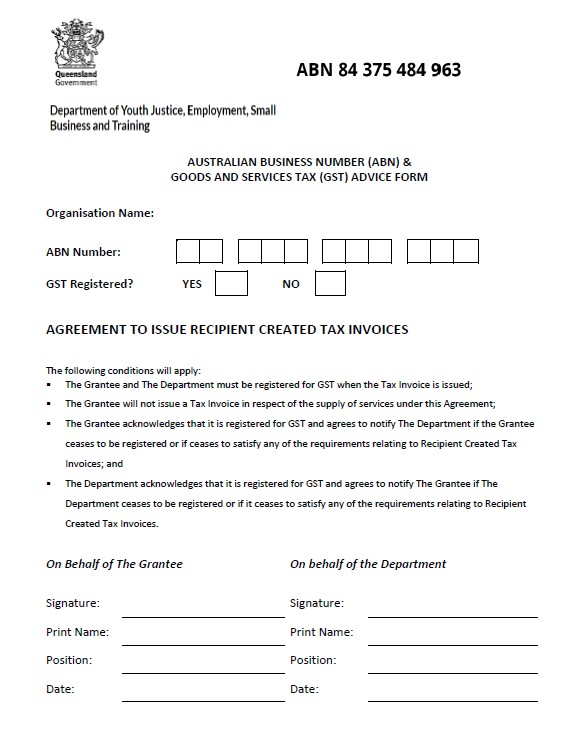 Queensland
Government
ABN 84 375 484 963
Department of Youth Justice, Employment, Small
Business and Training
AUSTRALIAN BUSINESS NUMBER (ABN) &
GOODS AND SERVICES TAX (GST) ADVICE FORM
Organisation Name:
ABN Number:
GST Registered? YES NO
AGREEMENT TO ISSUE RECIPIENT CREATED TAX INVOICES
The following conditions will apply:
▪ The Grantee and The Department must be registered for GST when the Tax Invoice is issued;
▪ The Grantee will not issue a Tax Invoice in respect of the supply of services under this Agreement;
▪ The Grantee acknowledges that it is registered for GST and agrees to notify The Department if the Grantee
ceases to be registered or if ceases to satisfy any of the requirements relating to Recipient Created Tax
Invoices; and
▪ The Department acknowledges that it is registered for GST and agrees to notify The Grantee if The
Department ceases to be registered or if it ceases to satisfy any of the requirements relating to Recipient
Created Tax Invoices.
On Behalf of The Grantee On behalf of the Department
Signature: Signature:
Print Name: Print Name:
Position: Position:
Date: Date: